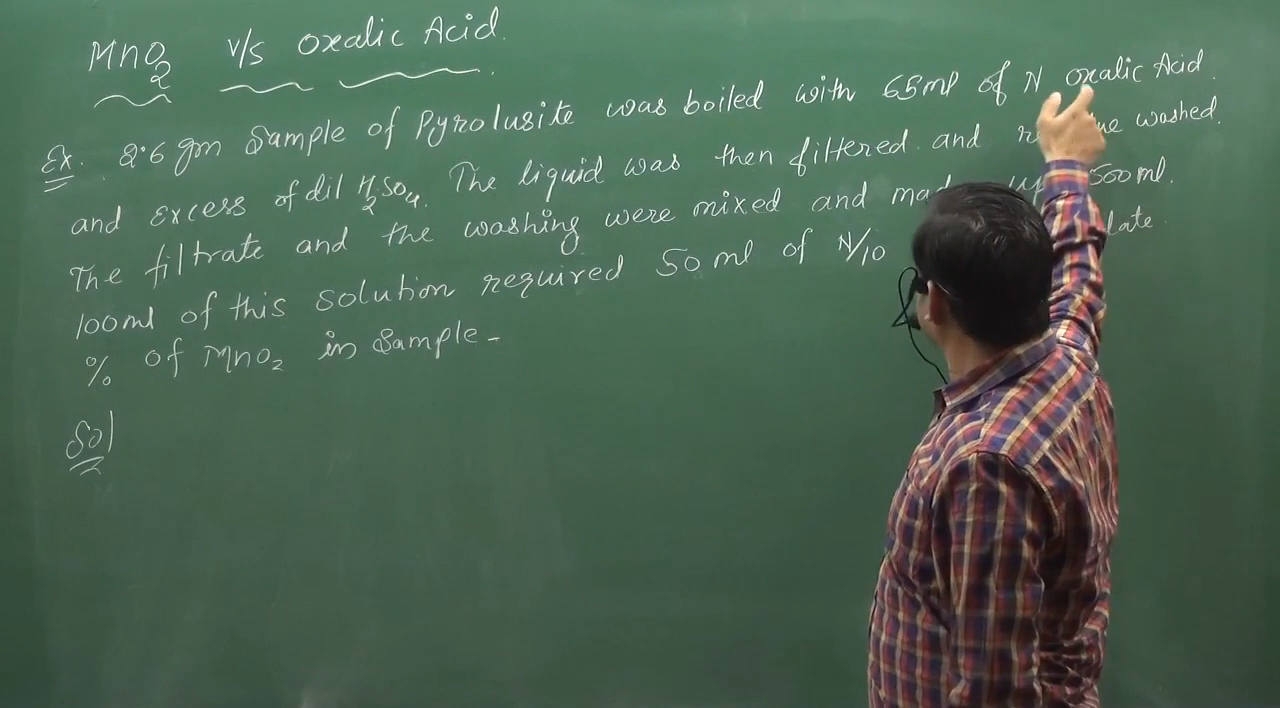 MnO2 v/s Oxalic Acid.
Ex. 2.6 gm Sample of Pyrolusite was boiled with 65ml of N oxalic Acid.
and excess of dil H2SO4. The liquid was then filtered and washed.
The filtrate and the washing were mixed and made up 500ml.
100ml of this solution required 50ml of N/10
% of MnO2 in Sample-
Sol